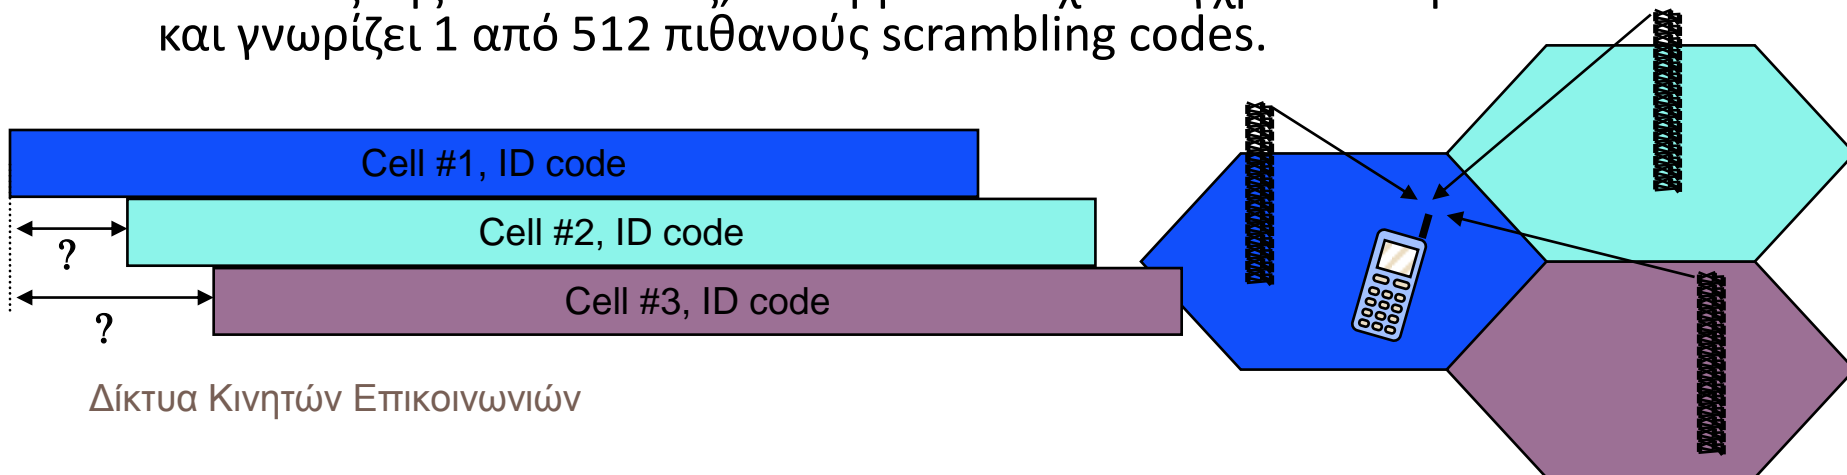 και γνωρίζει 1 από 512 πιθανούς scrambling codes.
Cell #1, ID code
Cell #2, ID code
?
Cell #3, ID code
?
Δίκτυα Κινητών Επικοινωνιών